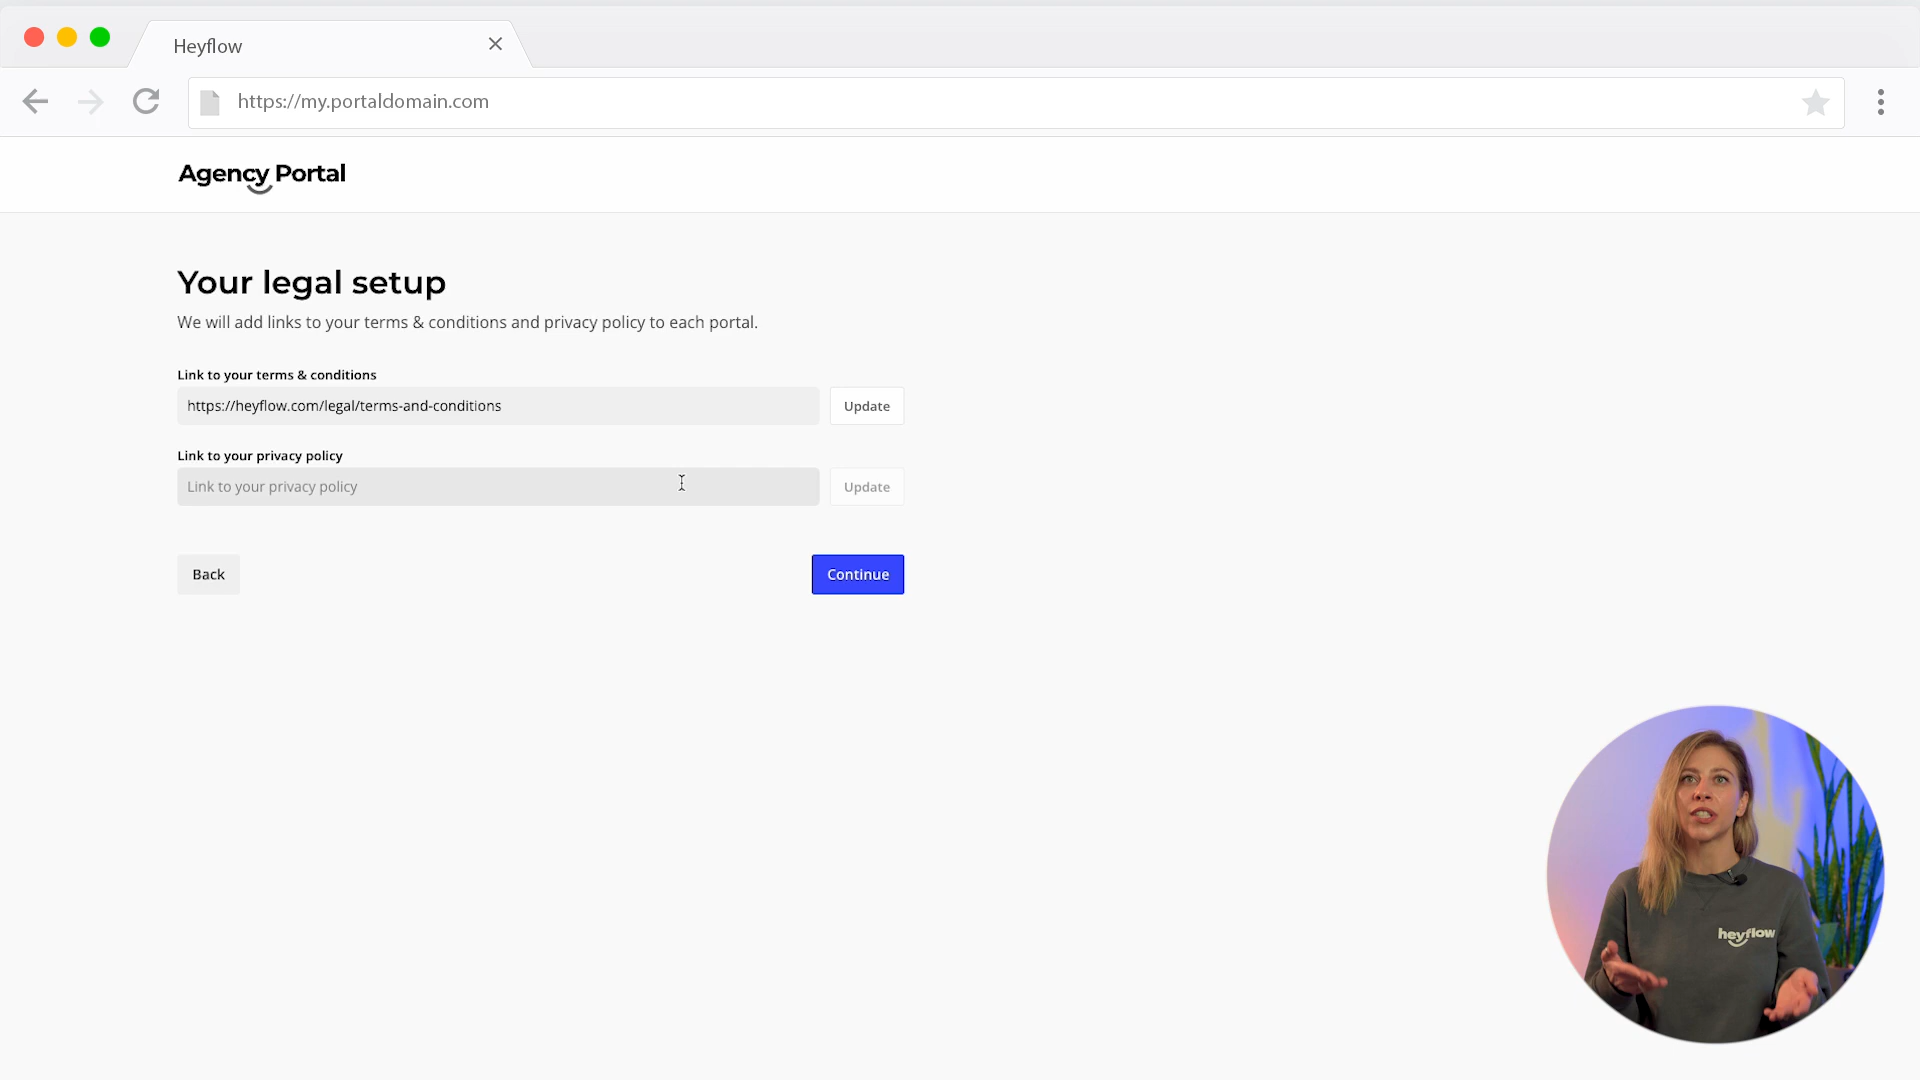 Heyflow
https://my.portaldomain.com
Agency Portal
Your legal setup
We will add links to your terms & conditions and privacy policy to each portal.
Link to your terms & conditions
https://heyflow.com/legal/terms-and-conditions
Update
Link to your privacy policy
Link to your privacy policy
Update
Back
Continue
heyflow